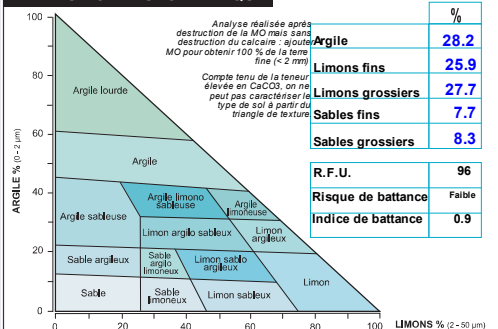 Analyse réalisée après
destruction de la MO mais sans
destruction du calcaire : ajouter
MO pour obtenir 100 % de la terre
fine (< 2 mm)
Compte tenu de la teneur
élevée en CaCO3, on ne
peut pas caractériser le
type de sol à partir du
triangle de texture
%
Argile 28.2
Limons fins 25.9
Limons grossiers 27.7
Sables fins 7.7
Sables grossiers 8.3
R.F.U. 96
Risque de battance Faible
Indice de battance 0.9
ARGILE % (0 - 2 µm)
100
80
60
40
20
0
Argile lourde
Argile
Argile sableuse
Argile limono
sableuse
Argile
limoneuse
Limon argilo sableux
Limon
argileux
Sable argileux
Sable
argilo
limoneux
Limon sablo
argileux
Limon
Sable
Sable
limoneux
Limon sableux
0 20 40 60 80 100
LIMONS % (2 - 50 µm)